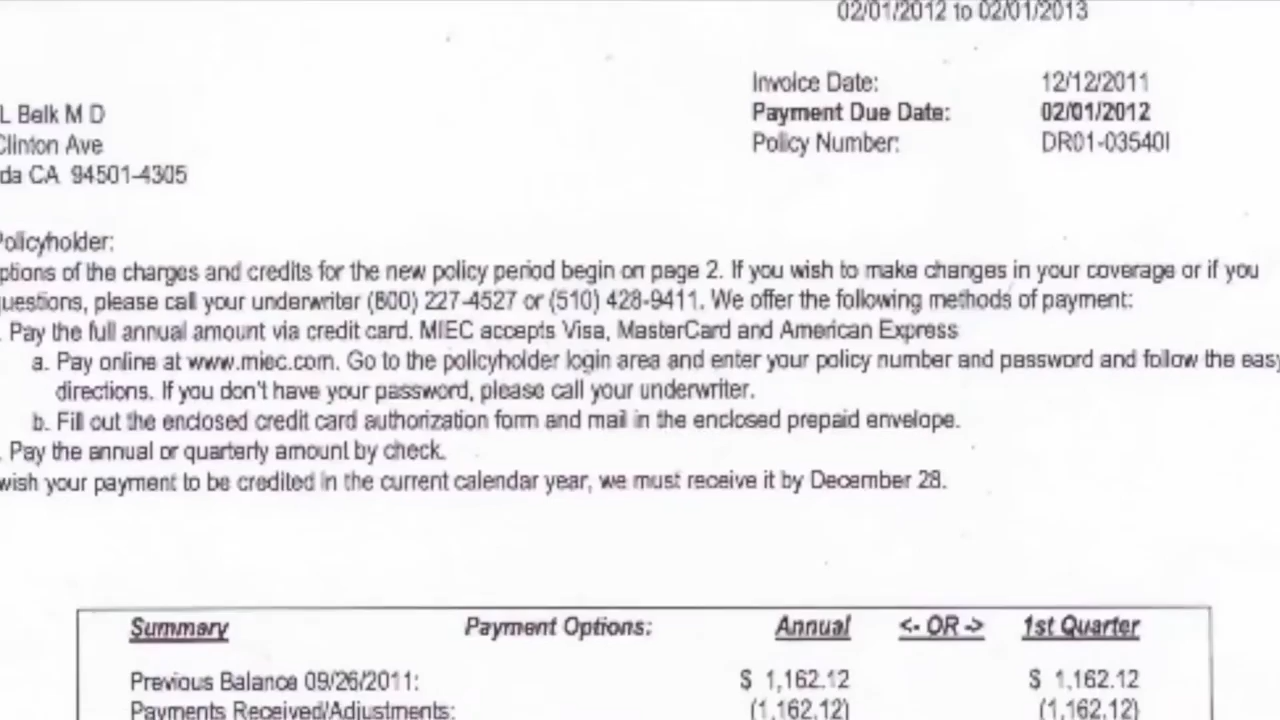 02/01/2012 to 02/01/2013
Invoice Date: 12/12/2011
L Belk M D
Payment Due Date: 02/01/2012
Clinton Ave
Policy Number: DR01-03540I
da CA 94501-4305
Policyholder:
ptions of the charges and credits for the new policy period begin on page 2. If you wish to make changes in your coverage or if you
questions, please call your underwriter (800) 227-4527 or (510) 428-9411. We offer the following methods of payment:
. Pay the full annual amount via credit card. MIEC accepts Visa, MasterCard and American Express
a. Pay online at www.miec.com. Go to the policyholder login area and enter your policy number and password and follow the easy
directions. If you don't have your password, please call your underwriter.
b. Fill out the enclosed credit card authorization form and mail in the enclosed prepaid envelope.
. Pay the annual or quarterly amount by check.
wish your payment to be credited in the current calendar year, we must receive it by December 28.
Summary Payment Options: Annual <- OR -> 1st Quarter
Previous Balance 09/26/2011: $ 1,162.12 $ 1,162.12
Payments Received/Adjustments: (1,162.12) (1,162.12)